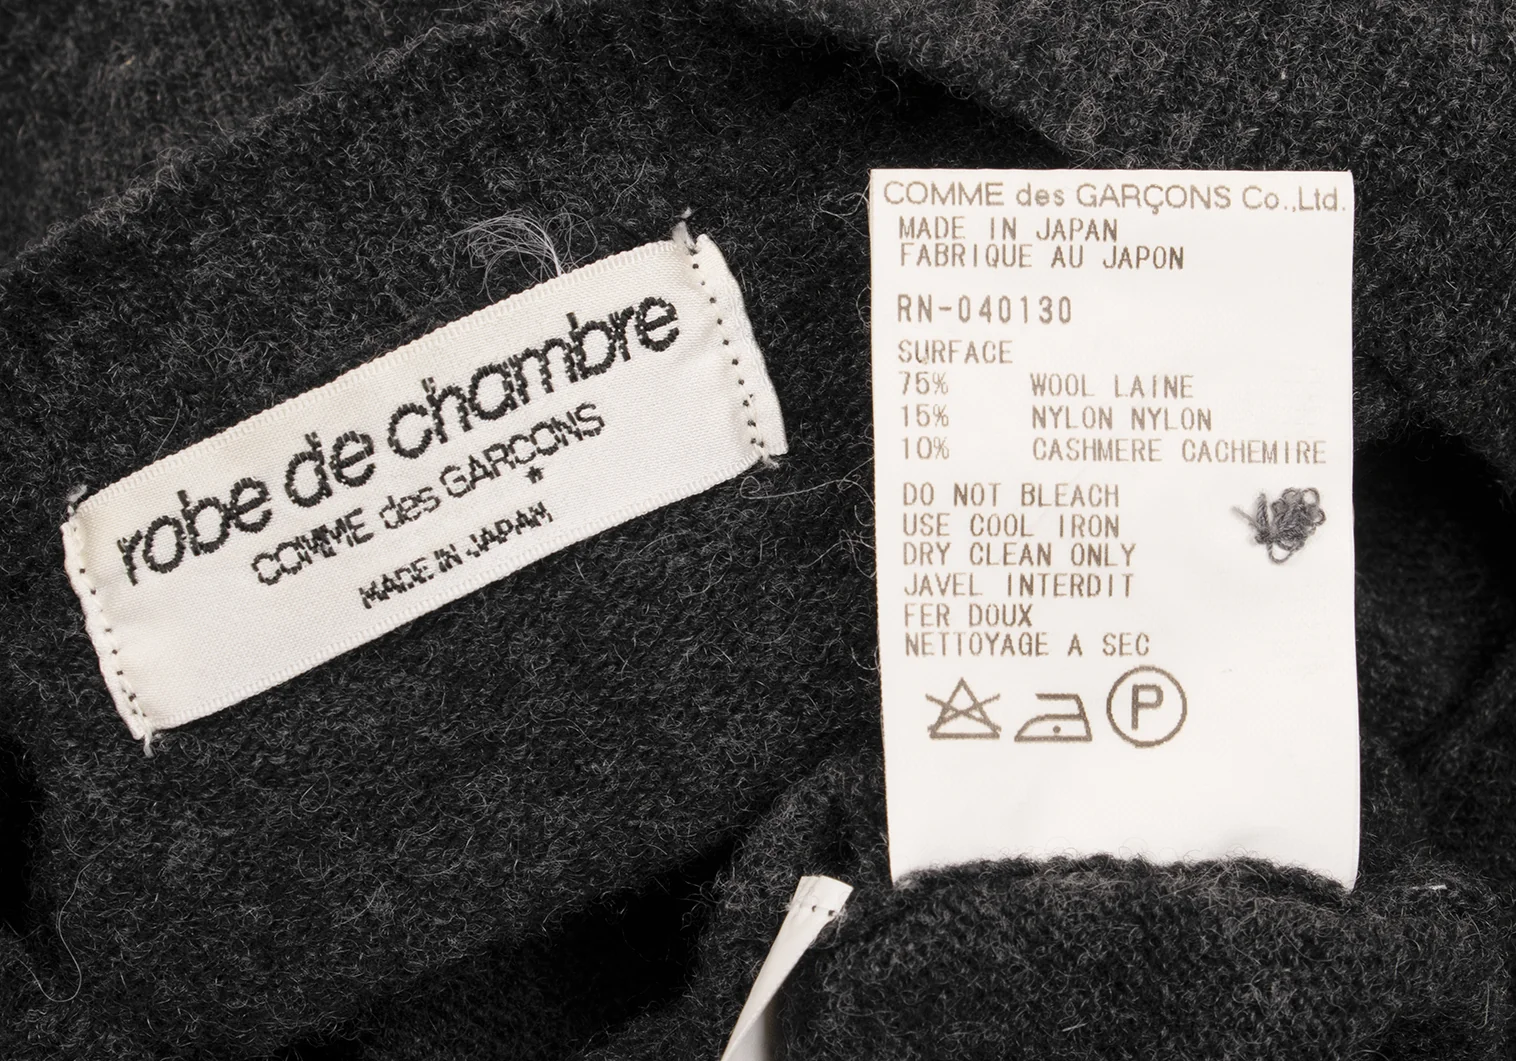 robe de chambre
COMME des GARÇONS
*
MADE IN JAPAN
COMME des GARÇONS Co.,Ltd.
MADE IN JAPAN
FABRIQUE AU JAPON
RN-040130
SURFACE
75% WOOL LAINE
15% NYLON NYLON
10% CASHMERE CACHEMIRE
DO NOT BLEACH
USE COOL IRON
DRY CLEAN ONLY
JAVEL INTERDIT
FER DOUX
NETTOYAGE A SEC
P